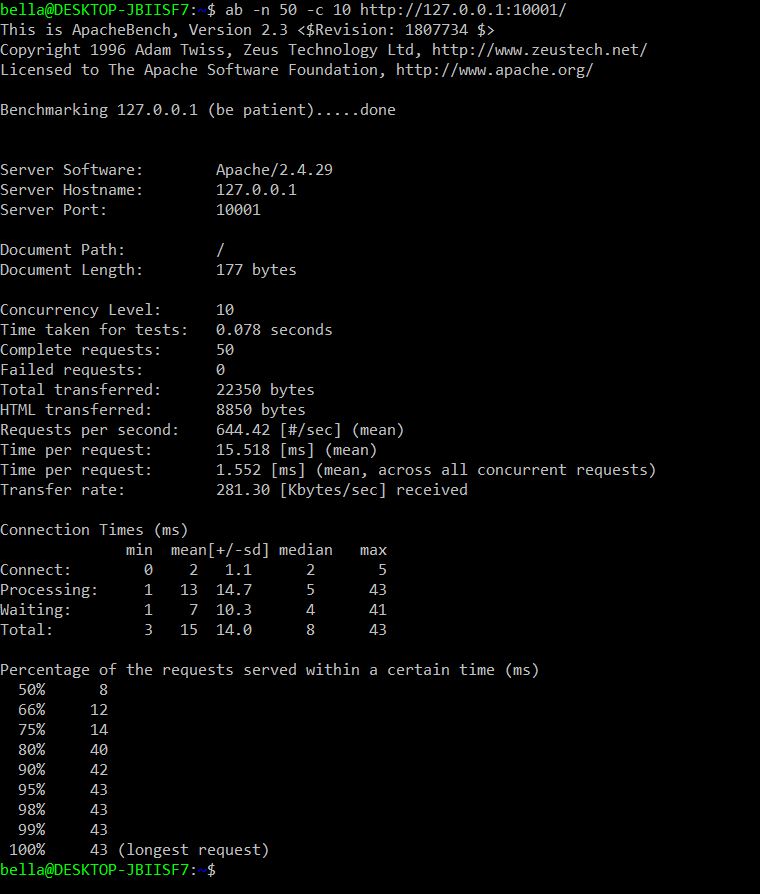 bella@DESKTOP-JBIISF7:~$ ab -n 50 -c 10 http://127.0.0.1:10001/
This is ApacheBench, Version 2.3 <$Revision: 1807734 $>
Copyright 1996 Adam Twiss, Zeus Technology Ltd, http://www.zeustech.net/
Licensed to The Apache Software Foundation, http://www.apache.org/

Benchmarking 127.0.0.1 (be patient).....done


Server Software:        Apache/2.4.29
Server Hostname:        127.0.0.1
Server Port:            10001

Document Path:          /
Document Length:        177 bytes

Concurrency Level:      10
Time taken for tests:   0.078 seconds
Complete requests:      50
Failed requests:        0
Total transferred:      22350 bytes
HTML transferred:       8850 bytes
Requests per second:    644.42 [#/sec] (mean)
Time per request:       15.518 [ms] (mean)
Time per request:       1.552 [ms] (mean, across all concurrent requests)
Transfer rate:          281.30 [Kbytes/sec] received

Connection Times (ms)
              min  mean[+/-sd] median   max
Connect:        0    2   1.1      2       5
Processing:     1   13  14.7      5      43
Waiting:        1    7  10.3      4      41
Total:          3   15  14.0      8      43

Percentage of the requests served within a certain time (ms)
  50%      8
  66%     12
  75%     14
  80%     40
  90%     42
  95%     43
  98%     43
  99%     43
 100%     43 (longest request)
bella@DESKTOP-JBIISF7:~$